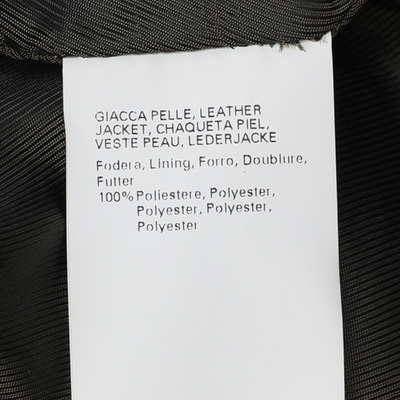 GIACCA PELLE, LEATHER
JACKET, CHAQUETA PIEL,
VESTE PEAU, LEDERJACKE
Fodera, Lining, Forro, Doublure,
Futter
100% Poliestere, Polyester,
Polyester, Polyester,
Polyester